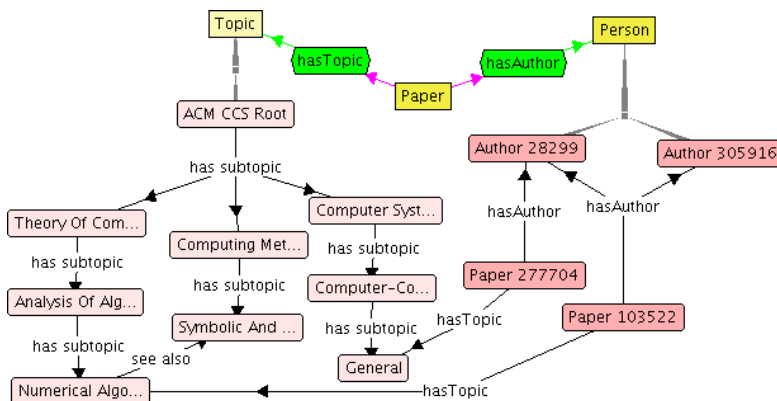 Topic
Person
hasTopic
hasAuthor
Paper
ACM CCS Root
Author 28299
Author 305916
has subtopic
hasAuthor
hasAuthor
Theory Of Com...
Computer Syst...
Computing Met...
has subtopic
has subtopic
has subtopic
Paper 277704
Analysis Of Alg...
Computer-Co...
Symbolic And ...
Paper 103522
has subtopic
has subtopic
hasTopic
see also
General
Numerical Algo...
hasTopic